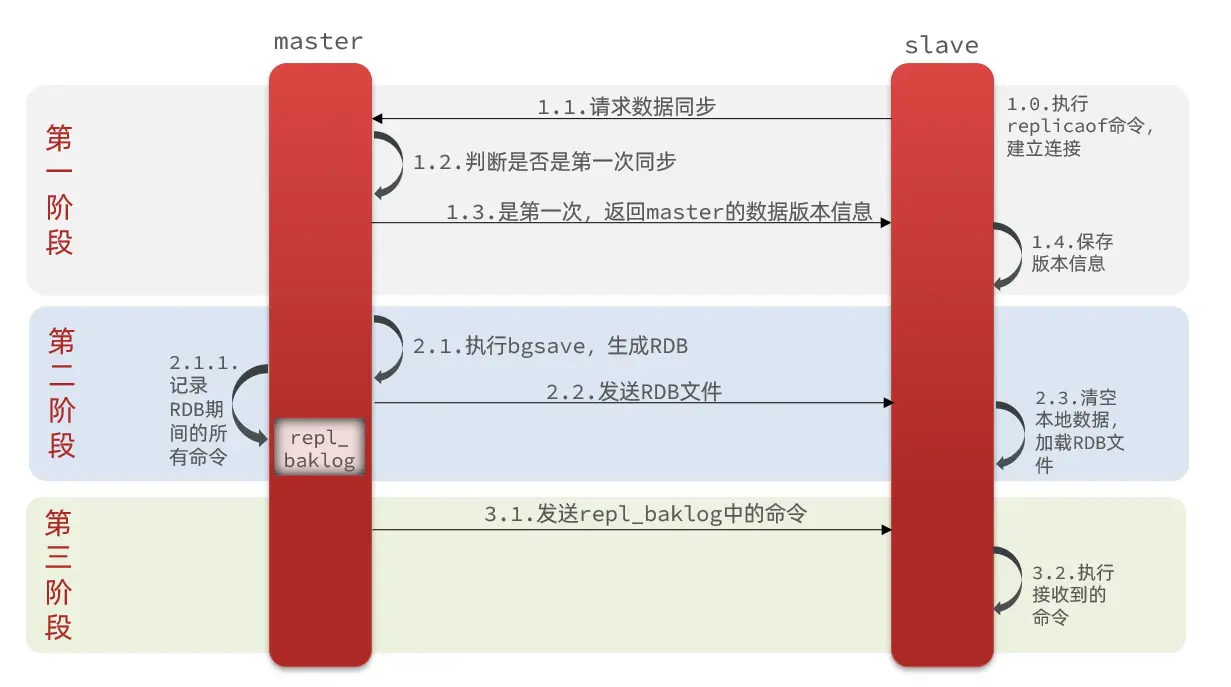 master
slave
第
一
阶
段
1.0.执行
replicaof命令，
建立连接
1.1.请求数据同步
1.2.判断是否是第一次同步
1.3.是第一次，返回master的数据版本信息
1.4.保存
版本信息
第
二
阶
段
2.1.执行bgsave，生成RDB
2.1.1.
记录
RDB期
间的所
有命令
repl_
baklog
2.2.发送RDB文件
2.3.清空
本地数据，
加载RDB文
件
第
三
阶
段
3.1.发送repl_baklog中的命令
3.2.执行
接收到的
命令